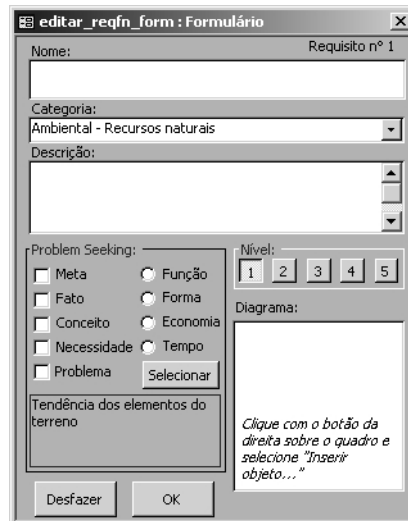 editar_reqfn_form : Formulário
Nome:
Requisito nº 1
Categoria:
Ambiental - Recursos naturais
Descrição:
Problem Seeking:
Meta
Função
Fato
Forma
Conceito
Economia
Necessidade
Tempo
Problema
Selecionar
Tendência dos elementos do
terreno
Nível:
1 2 3 4 5
Diagrama:
Clique com o botão da
direita sobre o quadro e
selecione "Inserir
objeto..."
Desfazer
OK